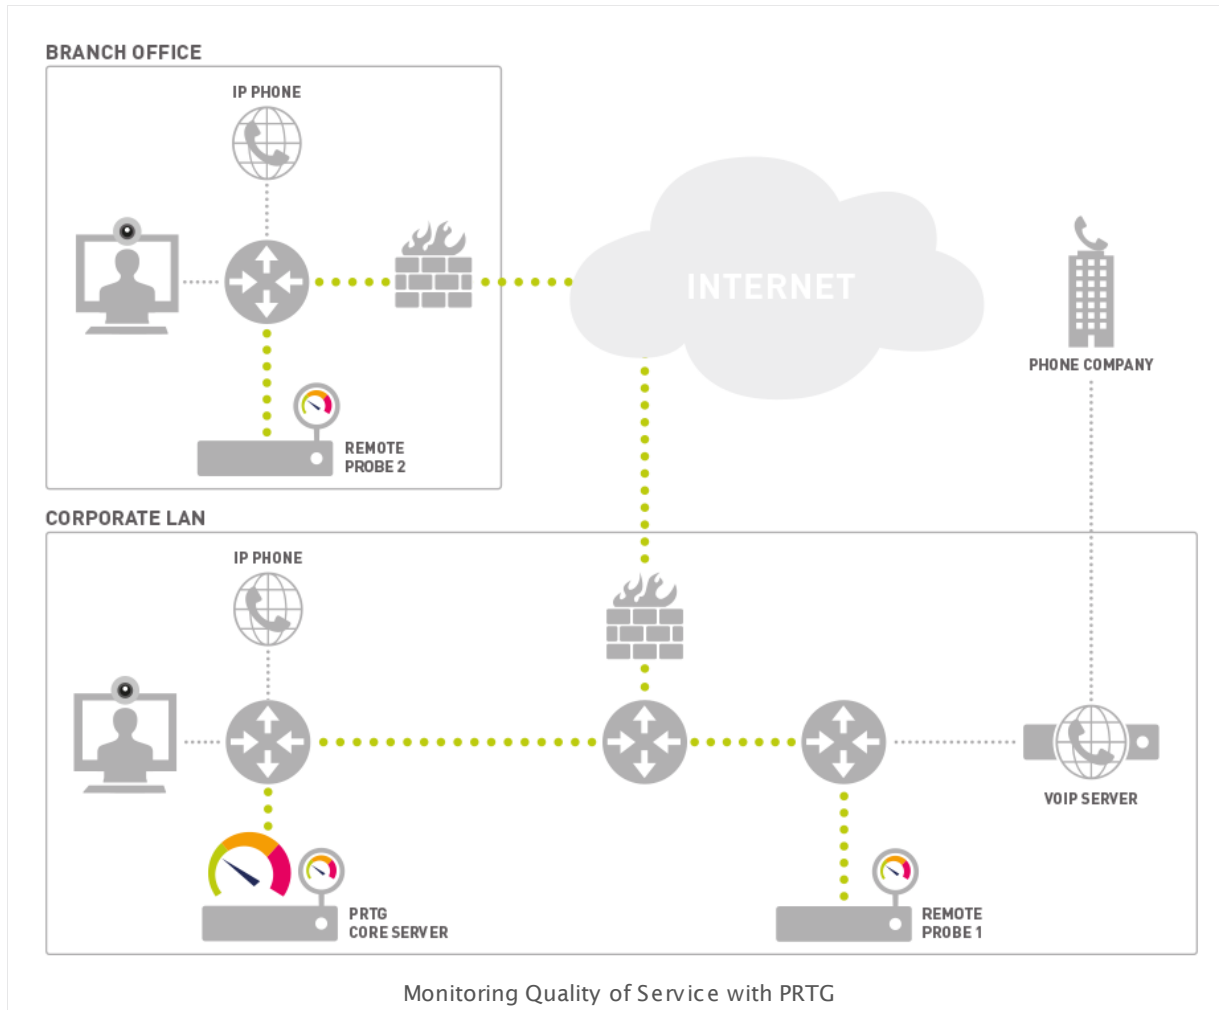 BRANCH OFFICE
IP PHONE
INTERNET
PHONE COMPANY
REMOTE
PROBE 2
CORPORATE LAN
IP PHONE
VOIP SERVER
PRTG
CORE SERVER
REMOTE
PROBE 1
Monitoring Quality of Service with PRTG